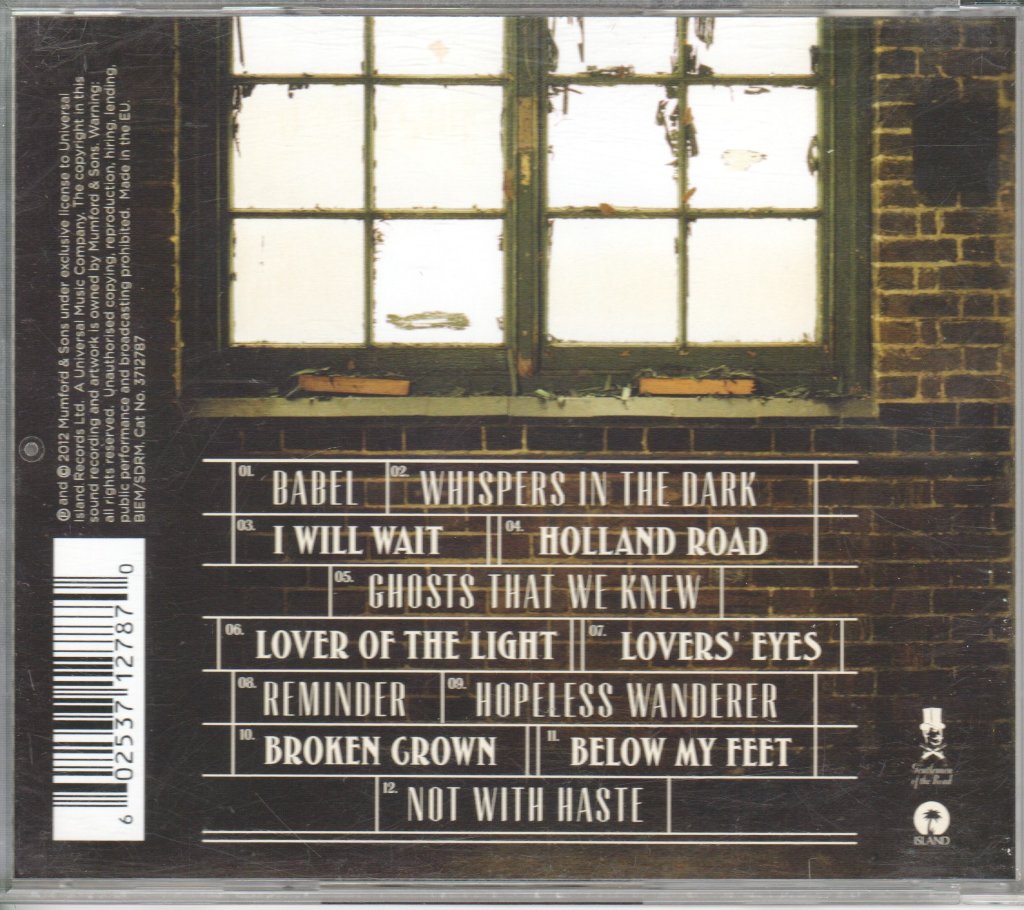 ℗ and © 2012 Mumford & Sons under exclusive license to Universal
Island Records Ltd. A Universal Music Company. The copyright in this
sound recording and artwork is owned by Mumford & Sons. Warning:
all rights reserved. Unauthorised copying, reproduction, hiring, lending,
public performance and broadcasting prohibited. Made in the EU.
BIEM/SDRM. Cat No. 3712787
6 02537 12787 0
01. BABEL 02. WHISPERS IN THE DARK
03. I WILL WAIT 04. HOLLAND ROAD
05. GHOSTS THAT WE KNEW
06. LOVER OF THE LIGHT 07. LOVERS' EYES
08. REMINDER 09. HOPELESS WANDERER
10. BROKEN CROWN 11. BELOW MY FEET
12. NOT WITH HASTE
Gentlemen
of the Road
ISLAND